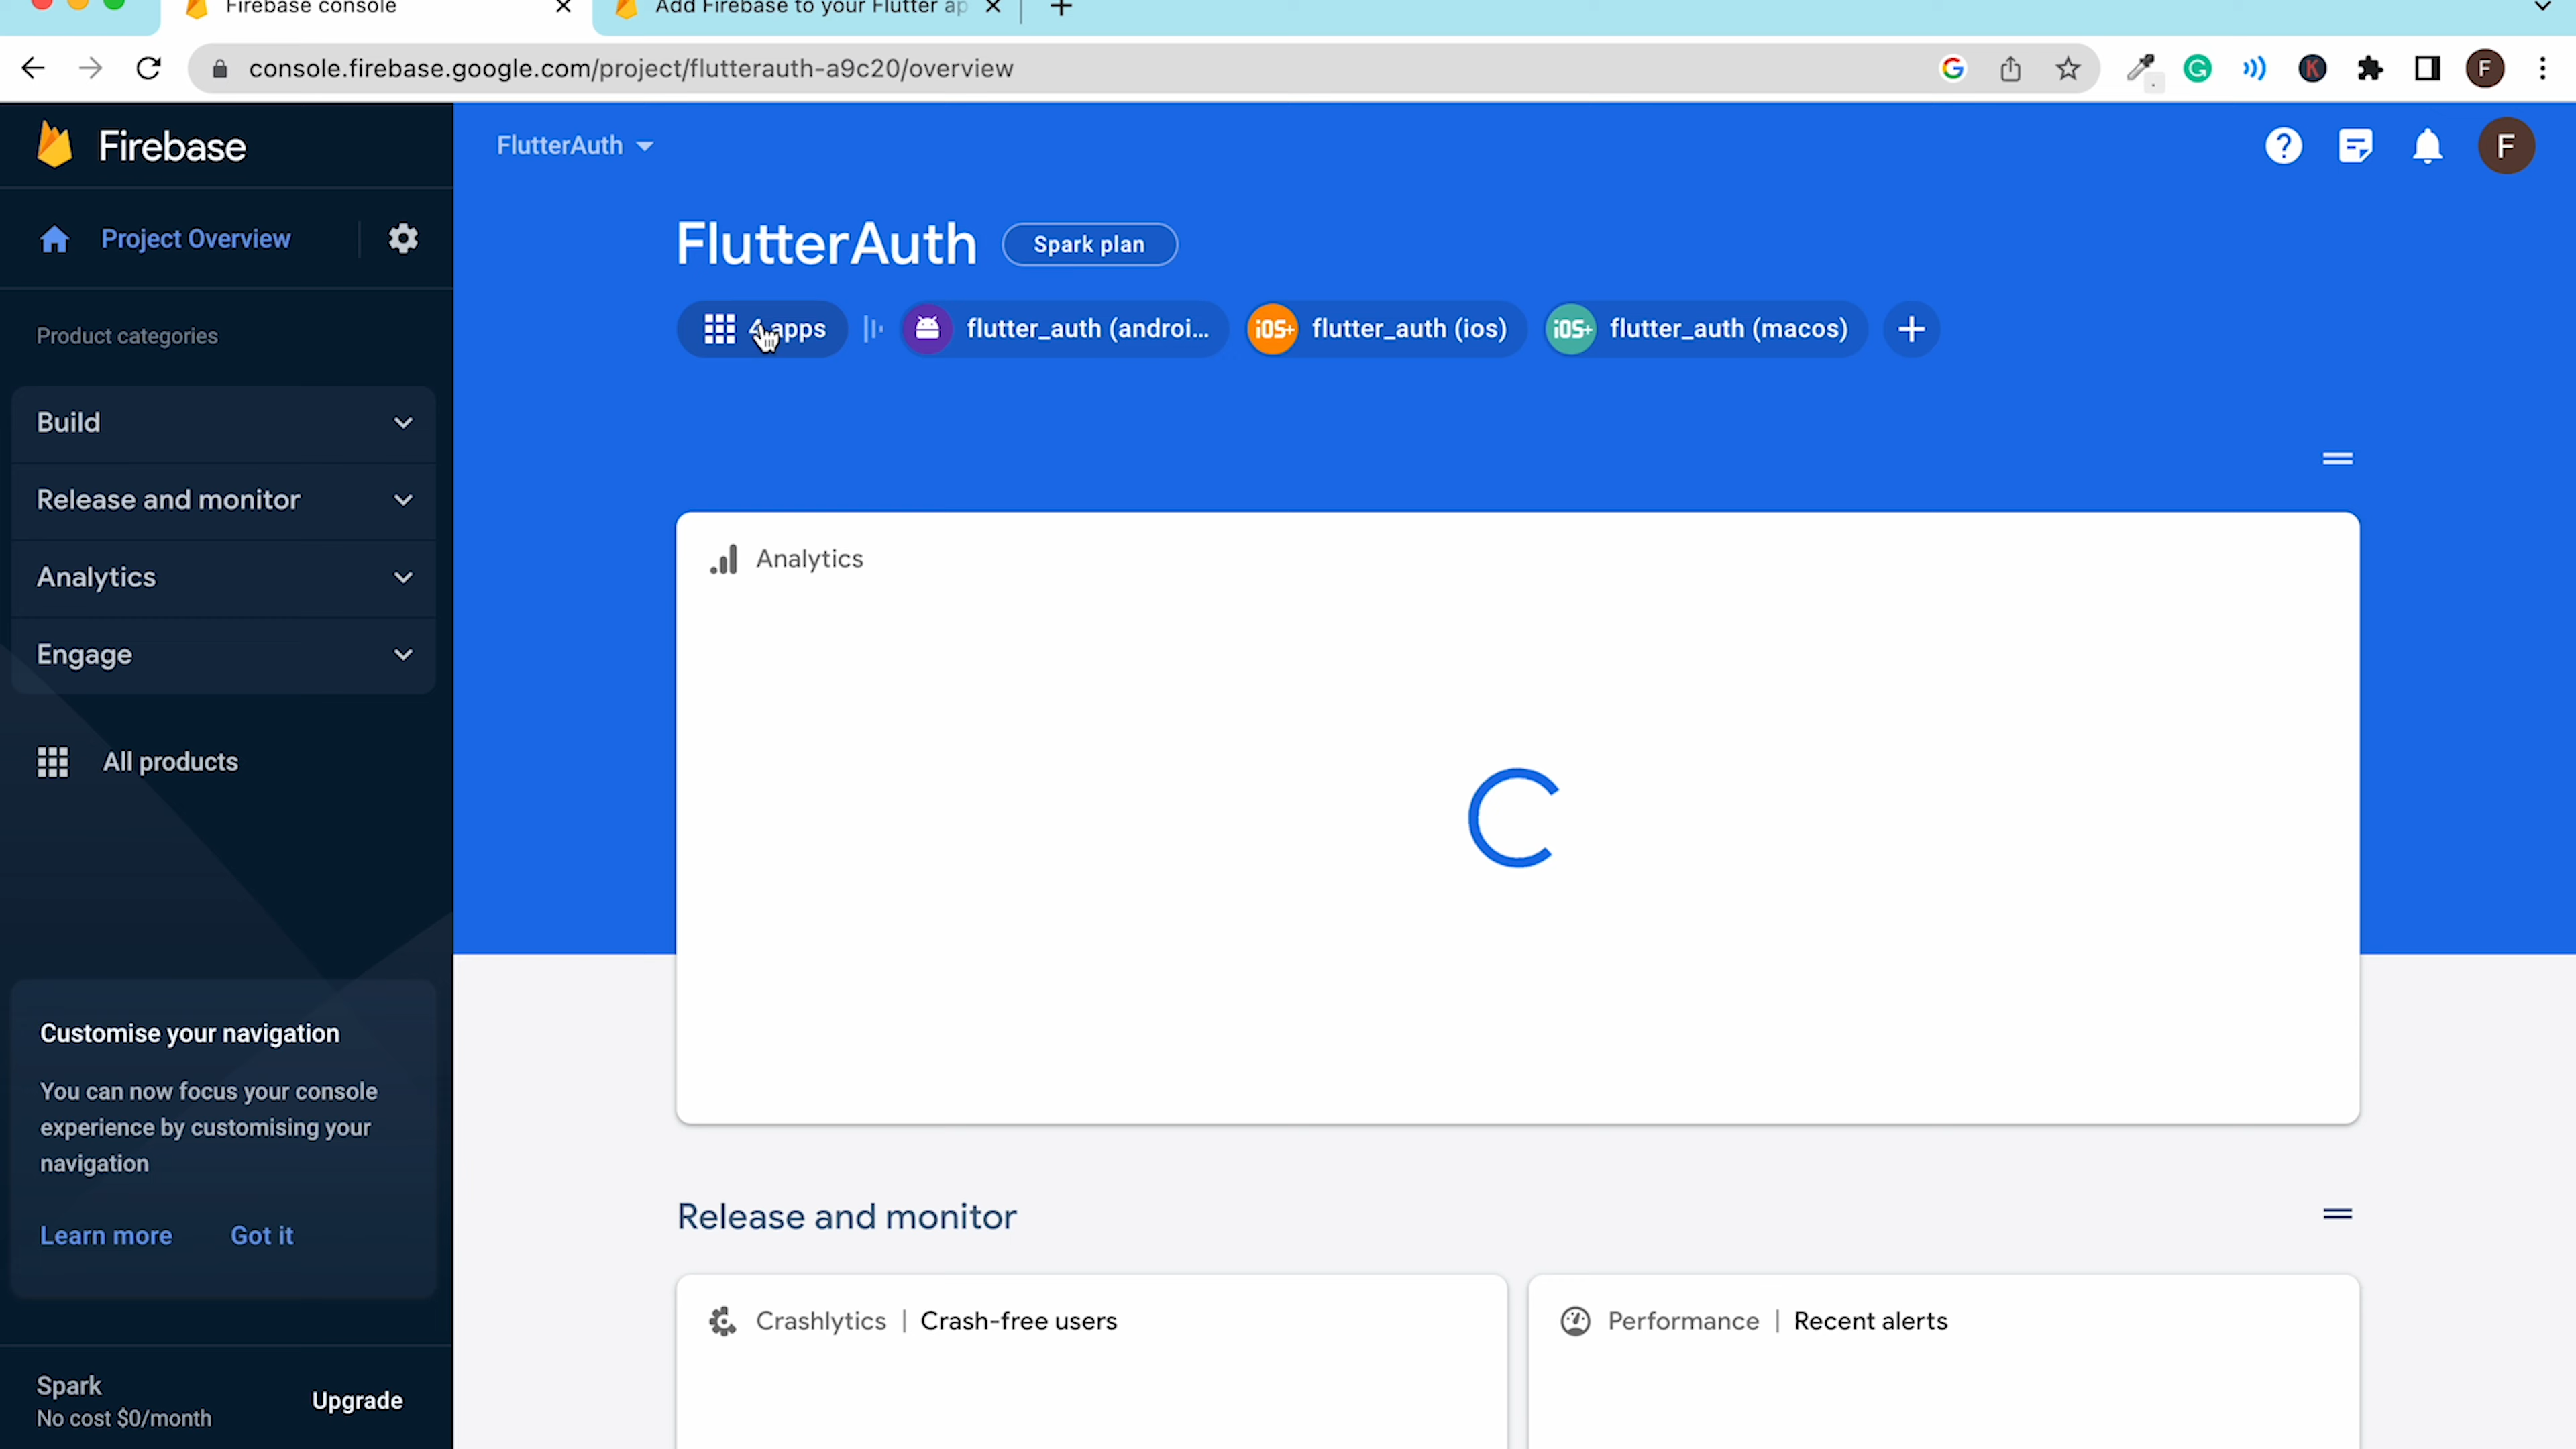 Firebase console
Add Firebase to your Flutter ap
console.firebase.google.com/project/flutterauth-a9c20/overview
F
Firebase
FlutterAuth
F
Project Overview
FlutterAuth
Spark plan
4 apps
flutter_auth (androi...
iOS+
flutter_auth (ios)
iOS+
flutter_auth (macos)
Product categories
Build
Release and monitor
Analytics
Engage
All products
Analytics
Customise your navigation
You can now focus your console
experience by customising your
navigation
Learn more
Got it
Release and monitor
Crashlytics | Crash-free users
Performance | Recent alerts
Spark
No cost $0/month
Upgrade